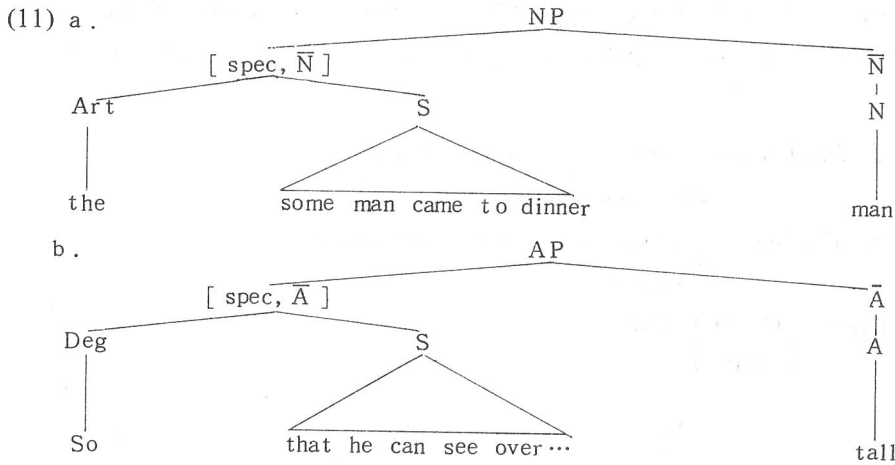 (11) a. NP
[ spec, N̅ ] N̅
Art S N
the some man came to dinner man
b. AP
[ spec, A̅ ] A̅
Deg S A
So that he can see over⋯ tall